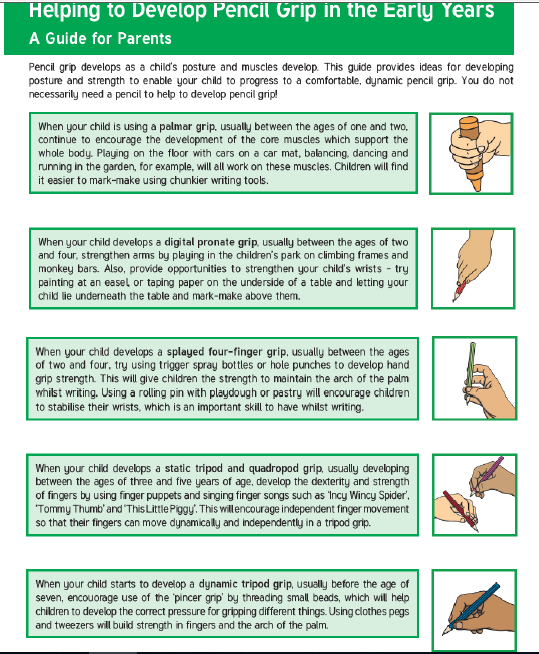 Helping to Develop Pencil Grip in the Early Years
A Guide for Parents
Pencil grip develops as a child's posture and muscles develop. This guide provides ideas for developing
posture and strength to enable your child to progress to a comfortable, dynamic pencil grip. You do not
necessarily need a pencil to help to develop pencil grip!
When your child is using a palmar grip, usually between the ages of one and two,
continue to encourage the development of the core muscles which support the
whole body. Playing on the floor with cars on a car mat, balancing, dancing and
running in the garden, for example, will all work on these muscles. Children will find
it easier to mark-make using chunkier writing tools.
When your child develops a digital pronate grip, usually between the ages of two
and four, strengthen arms by playing in the children's park on climbing frames and
monkey bars. Also, provide opportunities to strengthen your child's wrists - try
painting at an easel, or taping paper on the underside of a table and letting your
child lie underneath the table and mark-make above them.
When your child develops a splayed four-finger grip, usually between the ages
of two and four, try using trigger spray bottles or hole punches to develop hand
grip strength. This will give children the strength to maintain the arch of the palm
whilst writing. Using a rolling pin with playdough or pastry will encourage children
to stabilise their wrists, which is an important skill to have whilst writing.
When your child develops a static tripod and quadropod grip, usually developing
between the ages of three and five years of age, develop the dexterity and strength
of fingers by using finger puppets and singing finger songs such as 'Incy Wincy Spider',
'Tommy Thumb' and 'This Little Piggy'. This will encourage independent finger movement
so that their fingers can move dynamically and independently in a tripod grip.
When your child starts to develop a dynamic tripod grip, usually before the age of
seven, encourage use of the 'pincer grip' by threading small beads, which will help
children to develop the correct pressure for gripping different things. Using clothes pegs
and tweezers will build strength in fingers and the arch of the palm.